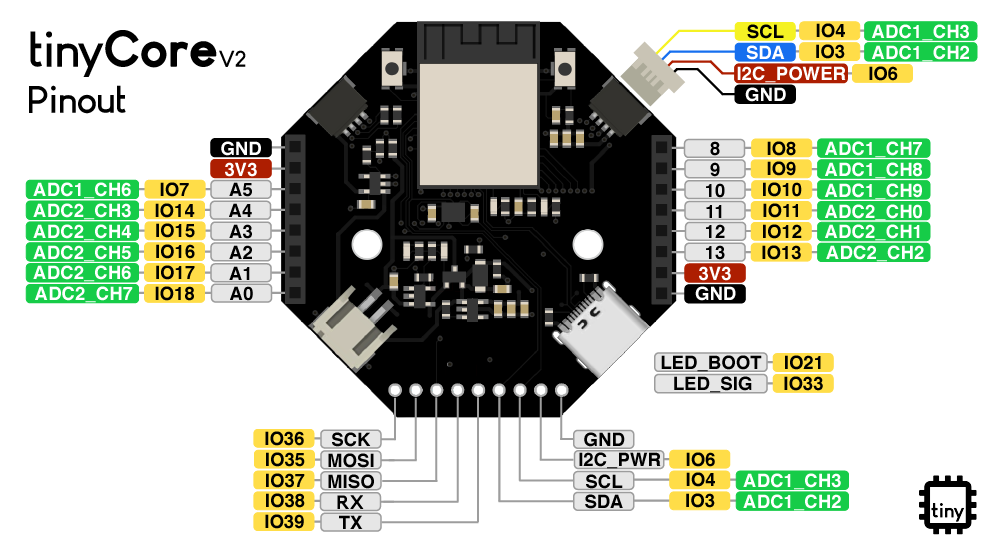 tinyCore V2
Pinout
SCL IO4 ADC1_CH3
SDA IO3 ADC1_CH2
I2C_POWER IO6
GND
GND
3V3
ADC1_CH6 IO7 A5
ADC2_CH3 IO14 A4
ADC2_CH4 IO15 A3
ADC2_CH5 IO16 A2
ADC2_CH6 IO17 A1
ADC2_CH7 IO18 A0
8 IO8 ADC1_CH7
9 IO9 ADC1_CH8
10 IO10 ADC1_CH9
11 IO11 ADC2_CH0
12 IO12 ADC2_CH1
13 IO13 ADC2_CH2
3V3
GND
LED_BOOT IO21
LED_SIG IO33
IO36 SCK
IO35 MOSI
IO37 MISO
IO38 RX
IO39 TX
GND
I2C_PWR IO6
SCL IO4 ADC1_CH3
SDA IO3 ADC1_CH2
tiny